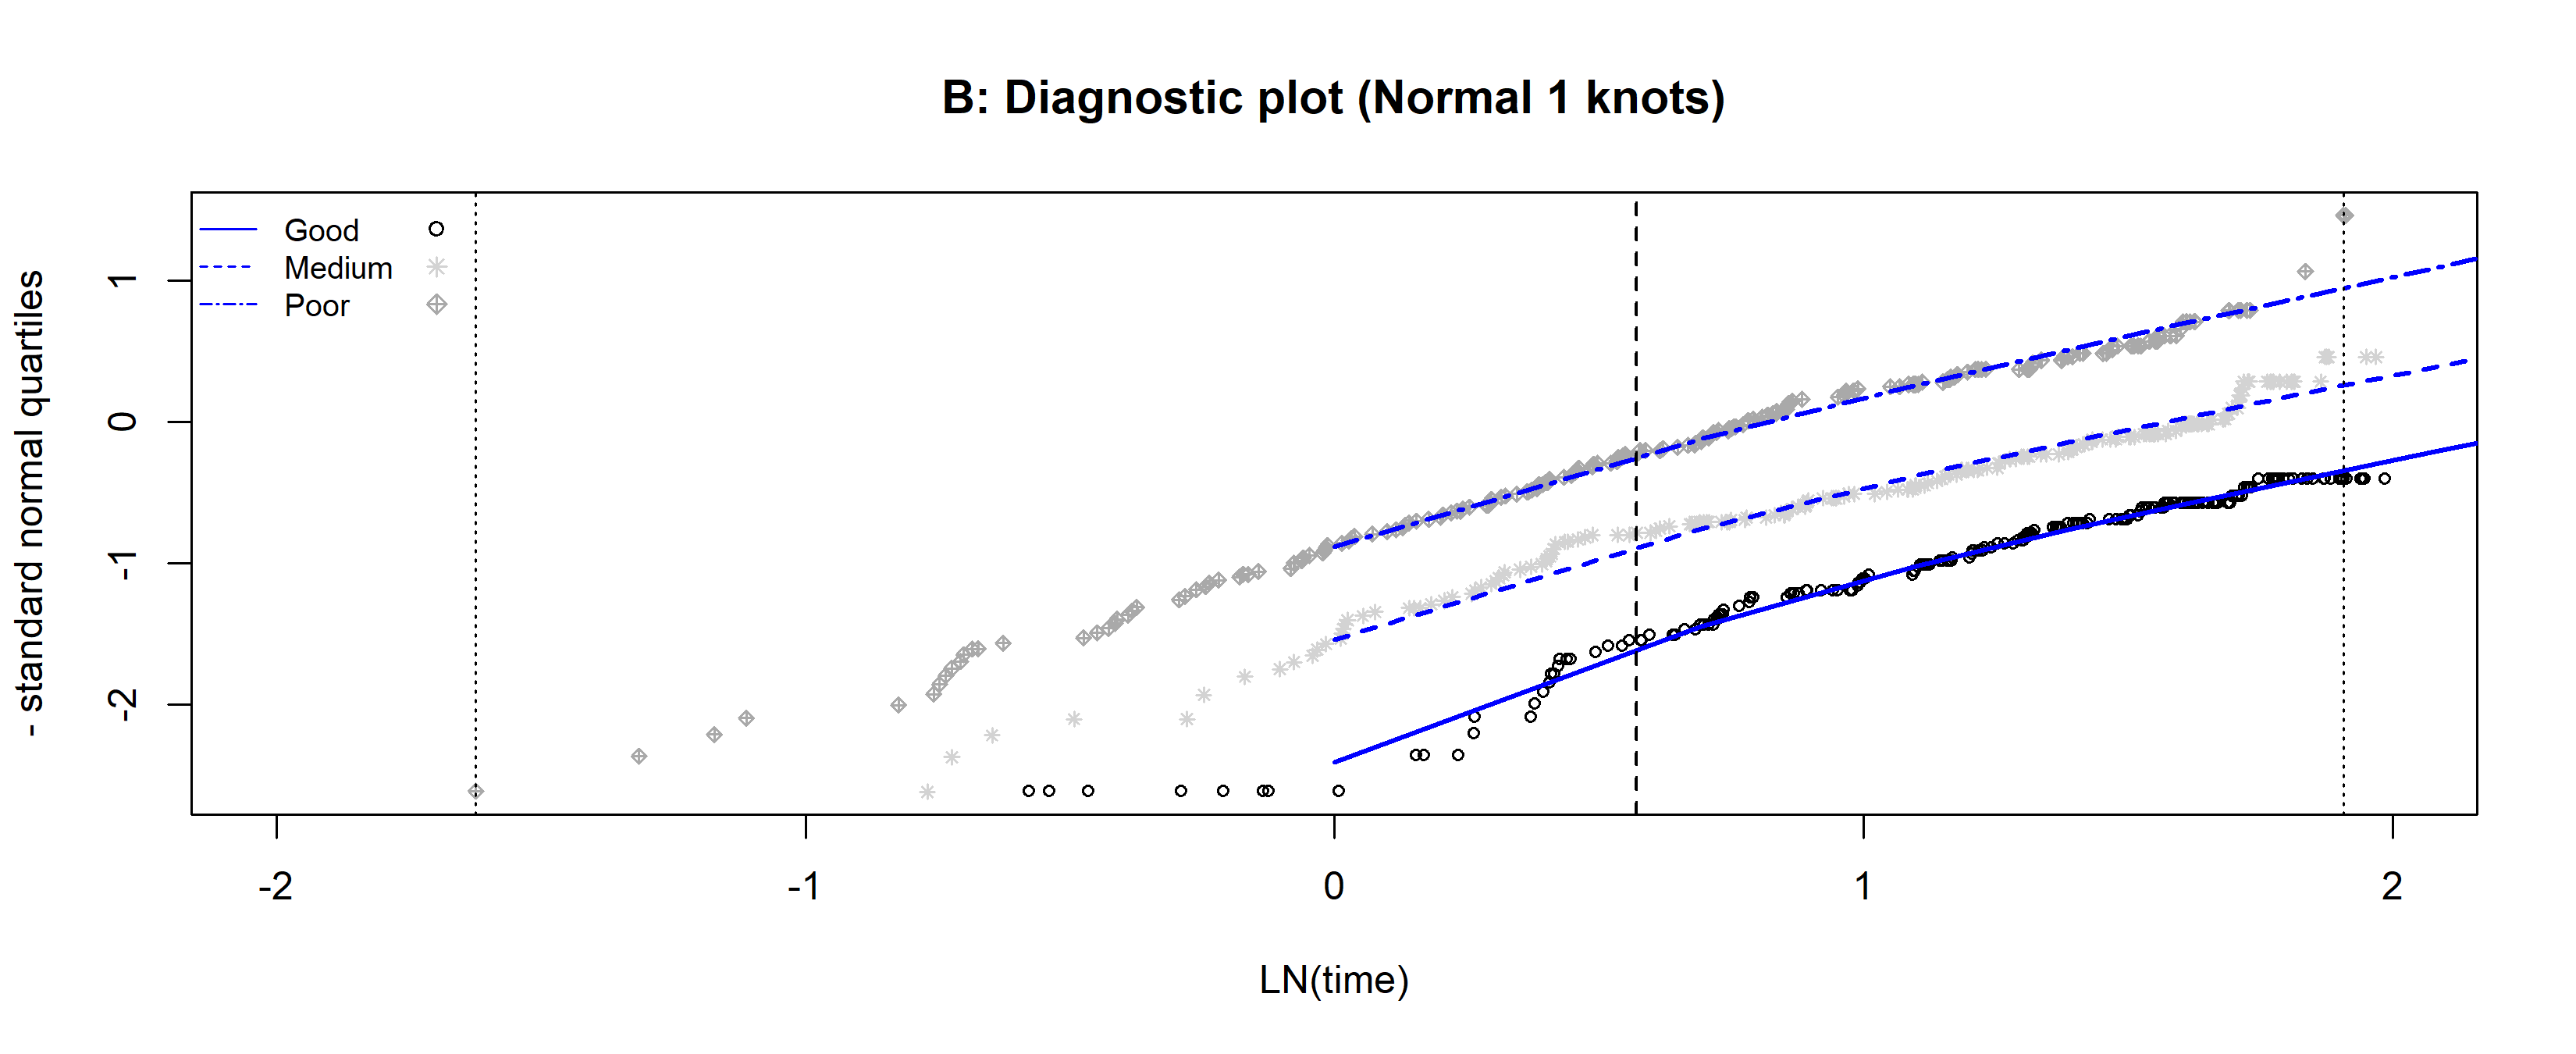 B: Diagnostic plot (Normal 1 knots)
Good
Medium
Poor
- standard normal quartiles
1
0
-1
-2
-2 -1 0 1 2
LN(time)